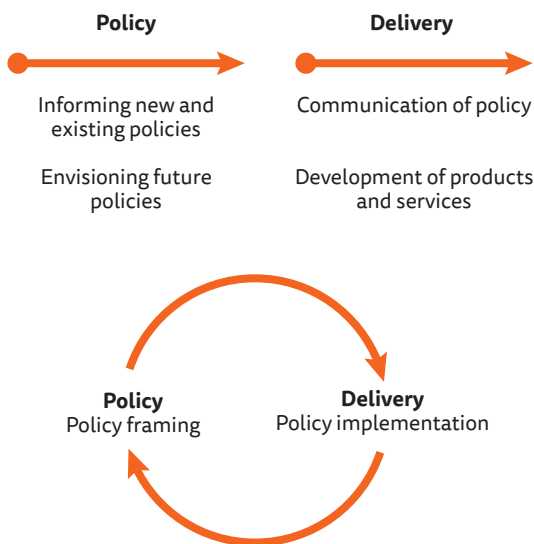 Policy
Delivery
Informing new and
existing policies
Communication of policy
Envisioning future
policies
Development of products
and services
Policy
Policy framing
Delivery
Policy implementation